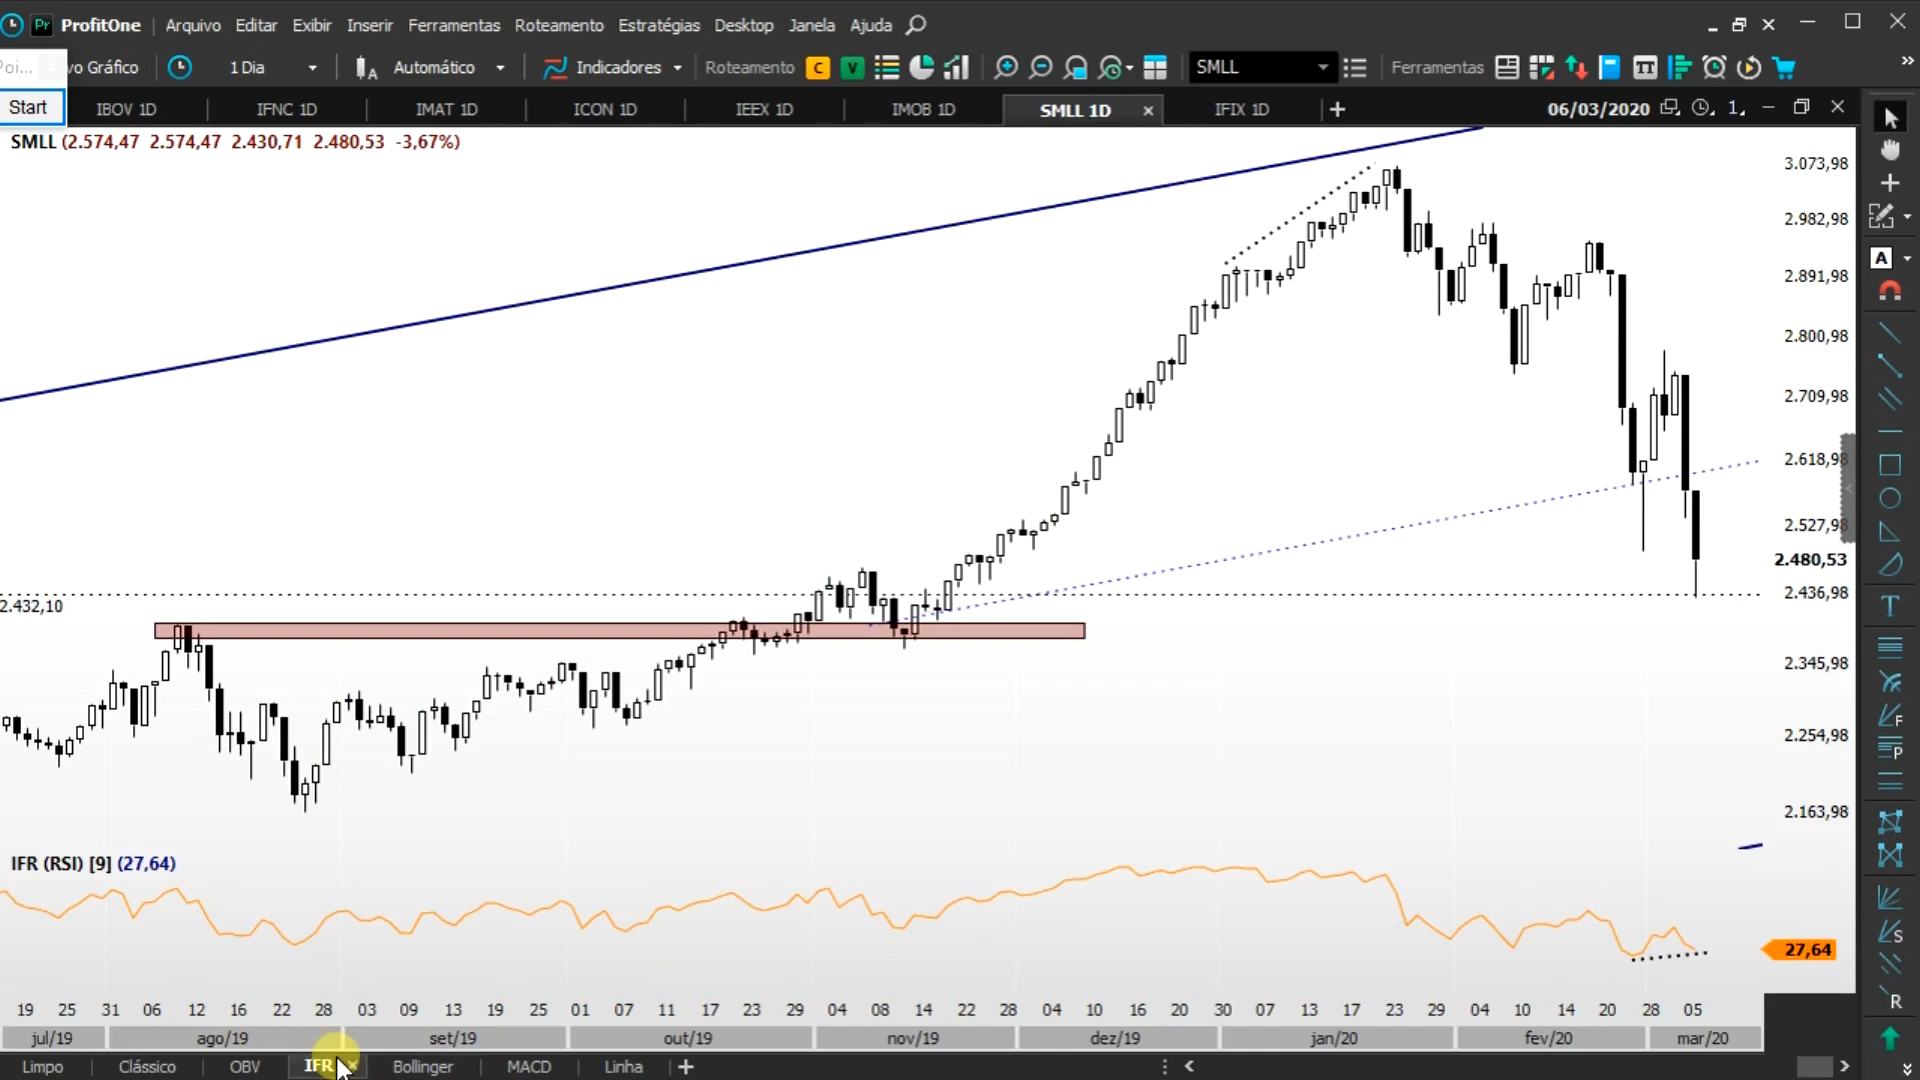 Pr ProfitOne Arquivo Editar Exibir Inserir Ferramentas Roteamento Estratégias Desktop Janela Ajuda
Poi... vo Gráfico 1 Dia A Automático Indicadores Roteamento C V SMLL Ferramentas
Start IBOV 1D IFNC 1D IMAT 1D ICON 1D IEEX 1D IMOB 1D SMLL 1D IFIX 1D 06/03/2020
SMLL (2.574,47 2.574,47 2.430,71 2.480,53 -3,67%)
3.073,98
2.982,98
2.891,98
2.800,98
2.709,98
2.618,98
2.527,98
2.480,53
2.436,98
2.432,10
2.345,98
2.254,98
2.163,98
IFR (RSI) [9] (27,64)
27,64
19 25 31 06 12 16 22 28 03 09 13 19 25 01 07 11 17 23 29 04 08 14 22 28 04 10 16 20 30 07 13 17 23 29 04 10 14 20 28 05
jul/19 ago/19 set/19 out/19 nov/19 dez/19 jan/20 fev/20 mar/20
Limpo Clássico OBV IFR Bollinger MACD Linha
A
T
F
P
S
R